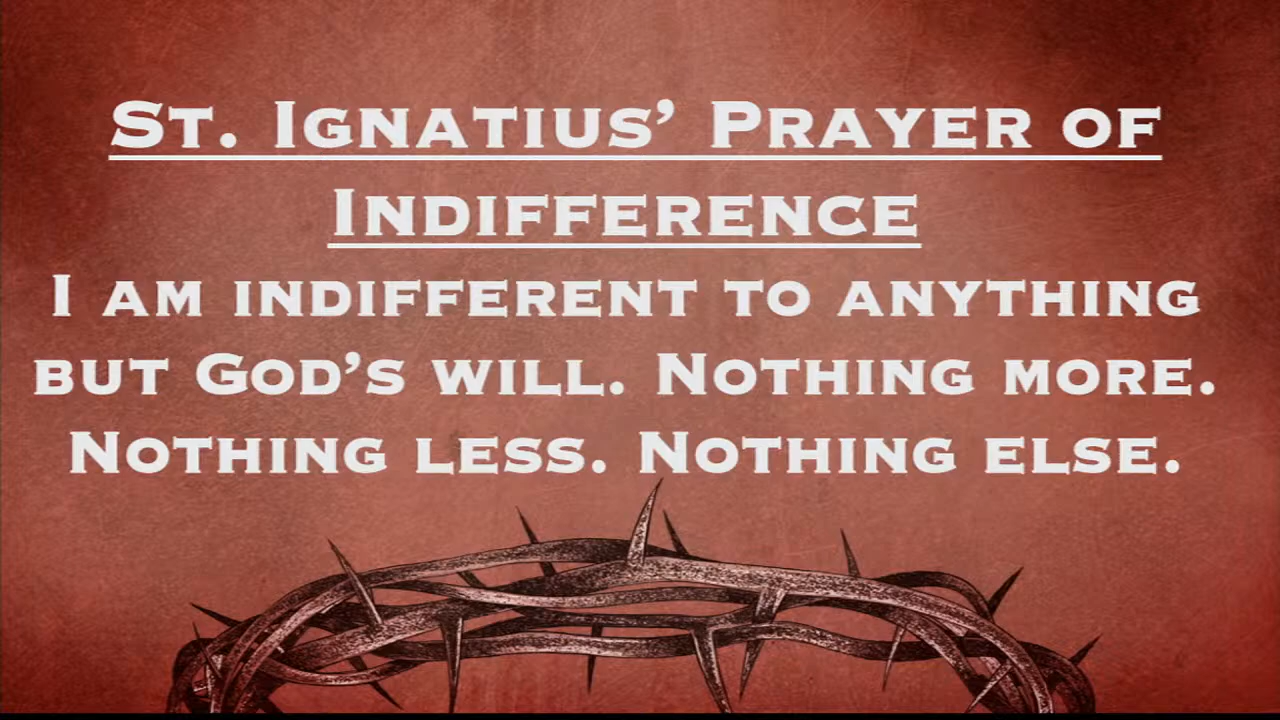 St. Ignatius’ Prayer of
Indifference
I am indifferent to anything
but God’s will. Nothing more.
Nothing less. Nothing else.